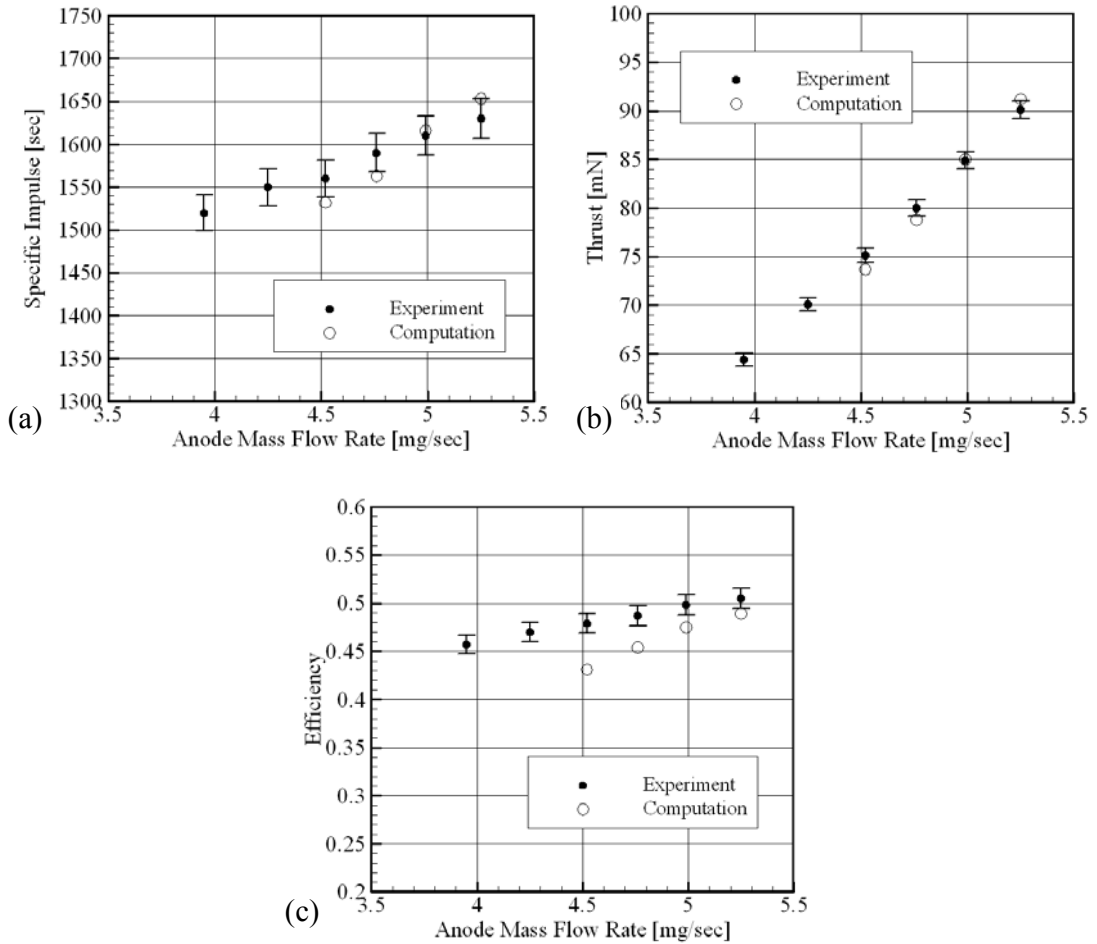 1750
1700
1650
1600
1550
1500
1450
1400
1350
1300
Specific Impulse [sec]
Experiment
Computation
3.5 4 4.5 5 5.5
Anode Mass Flow Rate [mg/sec]
(a)
100
95
90
85
80
75
70
65
60
Thrust [mN]
Experiment
Computation
3.5 4 4.5 5 5.5
Anode Mass Flow Rate [mg/sec]
(b)
0.6
0.55
0.5
0.45
0.4
0.35
0.3
0.25
0.2
Efficiency
Experiment
Computation
3.5 4 4.5 5 5.5
Anode Mass Flow Rate [mg/sec]
(c)